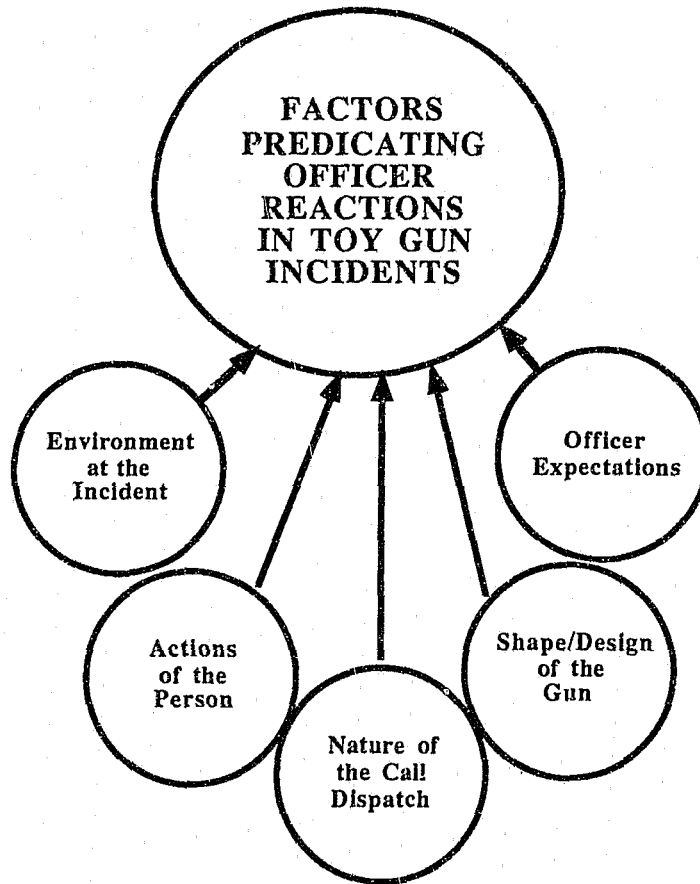 FACTORS
PREDICATING
OFFICER
REACTIONS
IN TOY GUN
INCIDENTS
Environment
at the
Incident
Officer
Expectations
Actions
of the
Person
Shape/Design
of the
Gun
Nature of
the Call
Dispatch